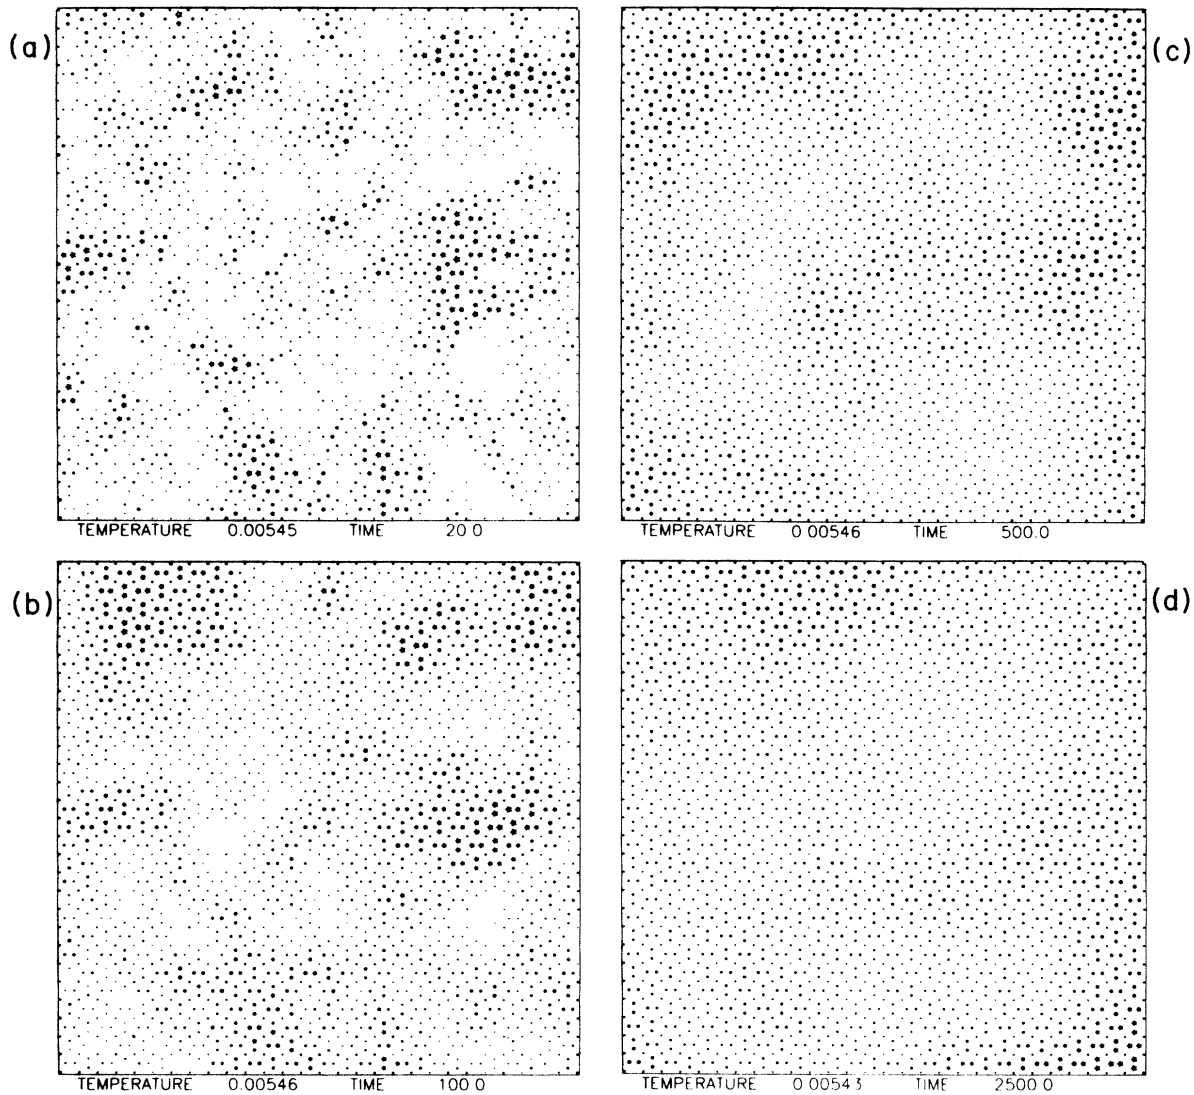 (a)
TEMPERATURE 0.00545 TIME 20.0
(b)
TEMPERATURE 0.00546 TIME 100.0
(c)
TEMPERATURE 0 00546 TIME 500.0
(d)
TEMPERATURE 0 00543 TIME 2500 0